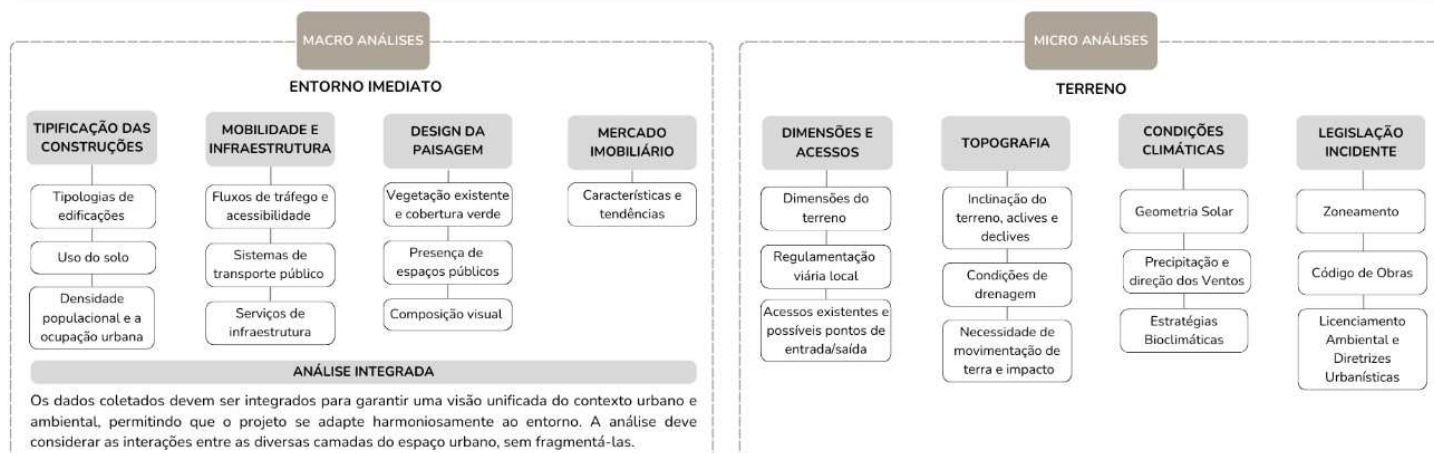 MACRO ANÁLISES
ENTORNO IMEDIATO
TIPIFICAÇÃO DAS
CONSTRUÇÕES
Tipologias de
edificações
Uso do solo
Densidade
populacional e a
ocupação urbana
MOBILIDADE E
INFRAESTRUTURA
Fluxos de tráfego e
acessibilidade
Sistemas de
transporte público
Serviços de
infraestrutura
DESIGN DA
PAISAGEM
Vegetação existente
e cobertura verde
Presença de
espaços públicos
Composição visual
MERCADO
IMOBILIÁRIO
Características e
tendências
ANÁLISE INTEGRADA
Os dados coletados devem ser integrados para garantir uma visão unificada do contexto urbano e
ambiental, permitindo que o projeto se adapte harmoniosamente ao entorno. A análise deve
considerar as interações entre as diversas camadas do espaço urbano, sem fragmentá-las.
MICRO ANÁLISES
TERRENO
DIMENSÕES E
ACESSOS
Dimensões do
terreno
Regulamentação
viária local
Acessos existentes e
possíveis pontos de
entrada/saída
TOPOGRAFIA
Inclinação do
terreno, aclives e
declives
Condições de
drenagem
Necessidade de
movimentação de
terra e impacto
CONDIÇÕES
CLIMÁTICAS
Geometria Solar
Precipitação e
direção dos Ventos
Estratégias
Bioclimáticas
LEGISLAÇÃO
INCIDENTE
Zoneamento
Código de Obras
Licenciamento
Ambiental e
Diretrizes
Urbanísticas